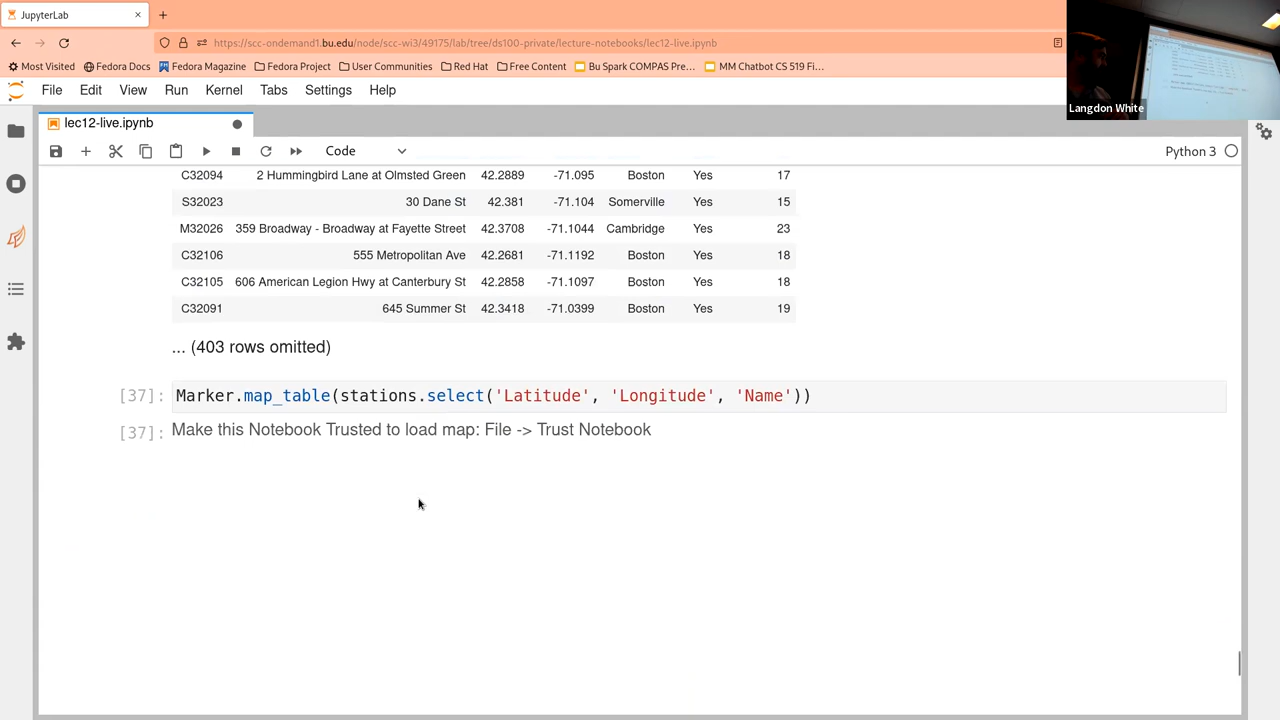 JupyterLab
https://scc-ondemand1.bu.edu/node/scc-wi3/49175/lab/tree/ds100-private/lecture-notebooks/lec12-live.ipynb
Most Visited Fedora Docs Fedora Magazine Fedora Project User Communities Red Hat Free Content Bu Spark COMPAS Pre… MM Chatbot CS 519 Fi…
Langdon White
File Edit View Run Kernel Tabs Settings Help
lec12-live.ipynb
Code
Python 3
C32094 2 Hummingbird Lane at Olmsted Green 42.2889 -71.095 Boston Yes 17
S32023 30 Dane St 42.381 -71.104 Somerville Yes 15
M32026 359 Broadway - Broadway at Fayette Street 42.3708 -71.1044 Cambridge Yes 23
C32106 555 Metropolitan Ave 42.2681 -71.1192 Boston Yes 18
C32105 606 American Legion Hwy at Canterbury St 42.2858 -71.1097 Boston Yes 18
C32091 645 Summer St 42.3418 -71.0399 Boston Yes 19
... (403 rows omitted)
[37]: Marker.map_table(stations.select('Latitude', 'Longitude', 'Name'))
[37]: Make this Notebook Trusted to load map: File -> Trust Notebook